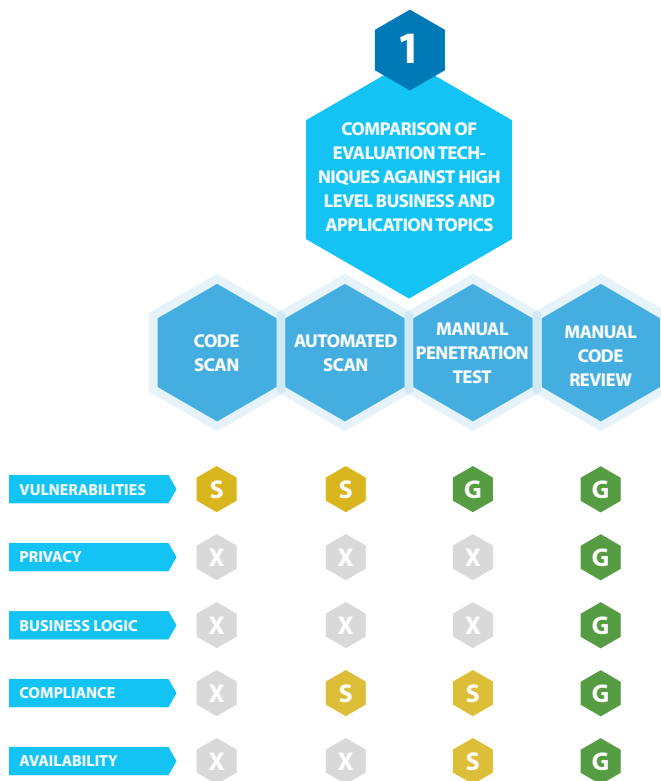 1
COMPARISON OF
EVALUATION TECH-
NIQUES AGAINST HIGH
LEVEL BUSINESS AND
APPLICATION TOPICS
CODE
SCAN
AUTOMATED
SCAN
MANUAL
PENETRATION
TEST
MANUAL
CODE
REVIEW
VULNERABILITIES S S G G
PRIVACY X X X G
BUSINESS LOGIC X X X G
COMPLIANCE X S S G
AVAILABILITY X X S G